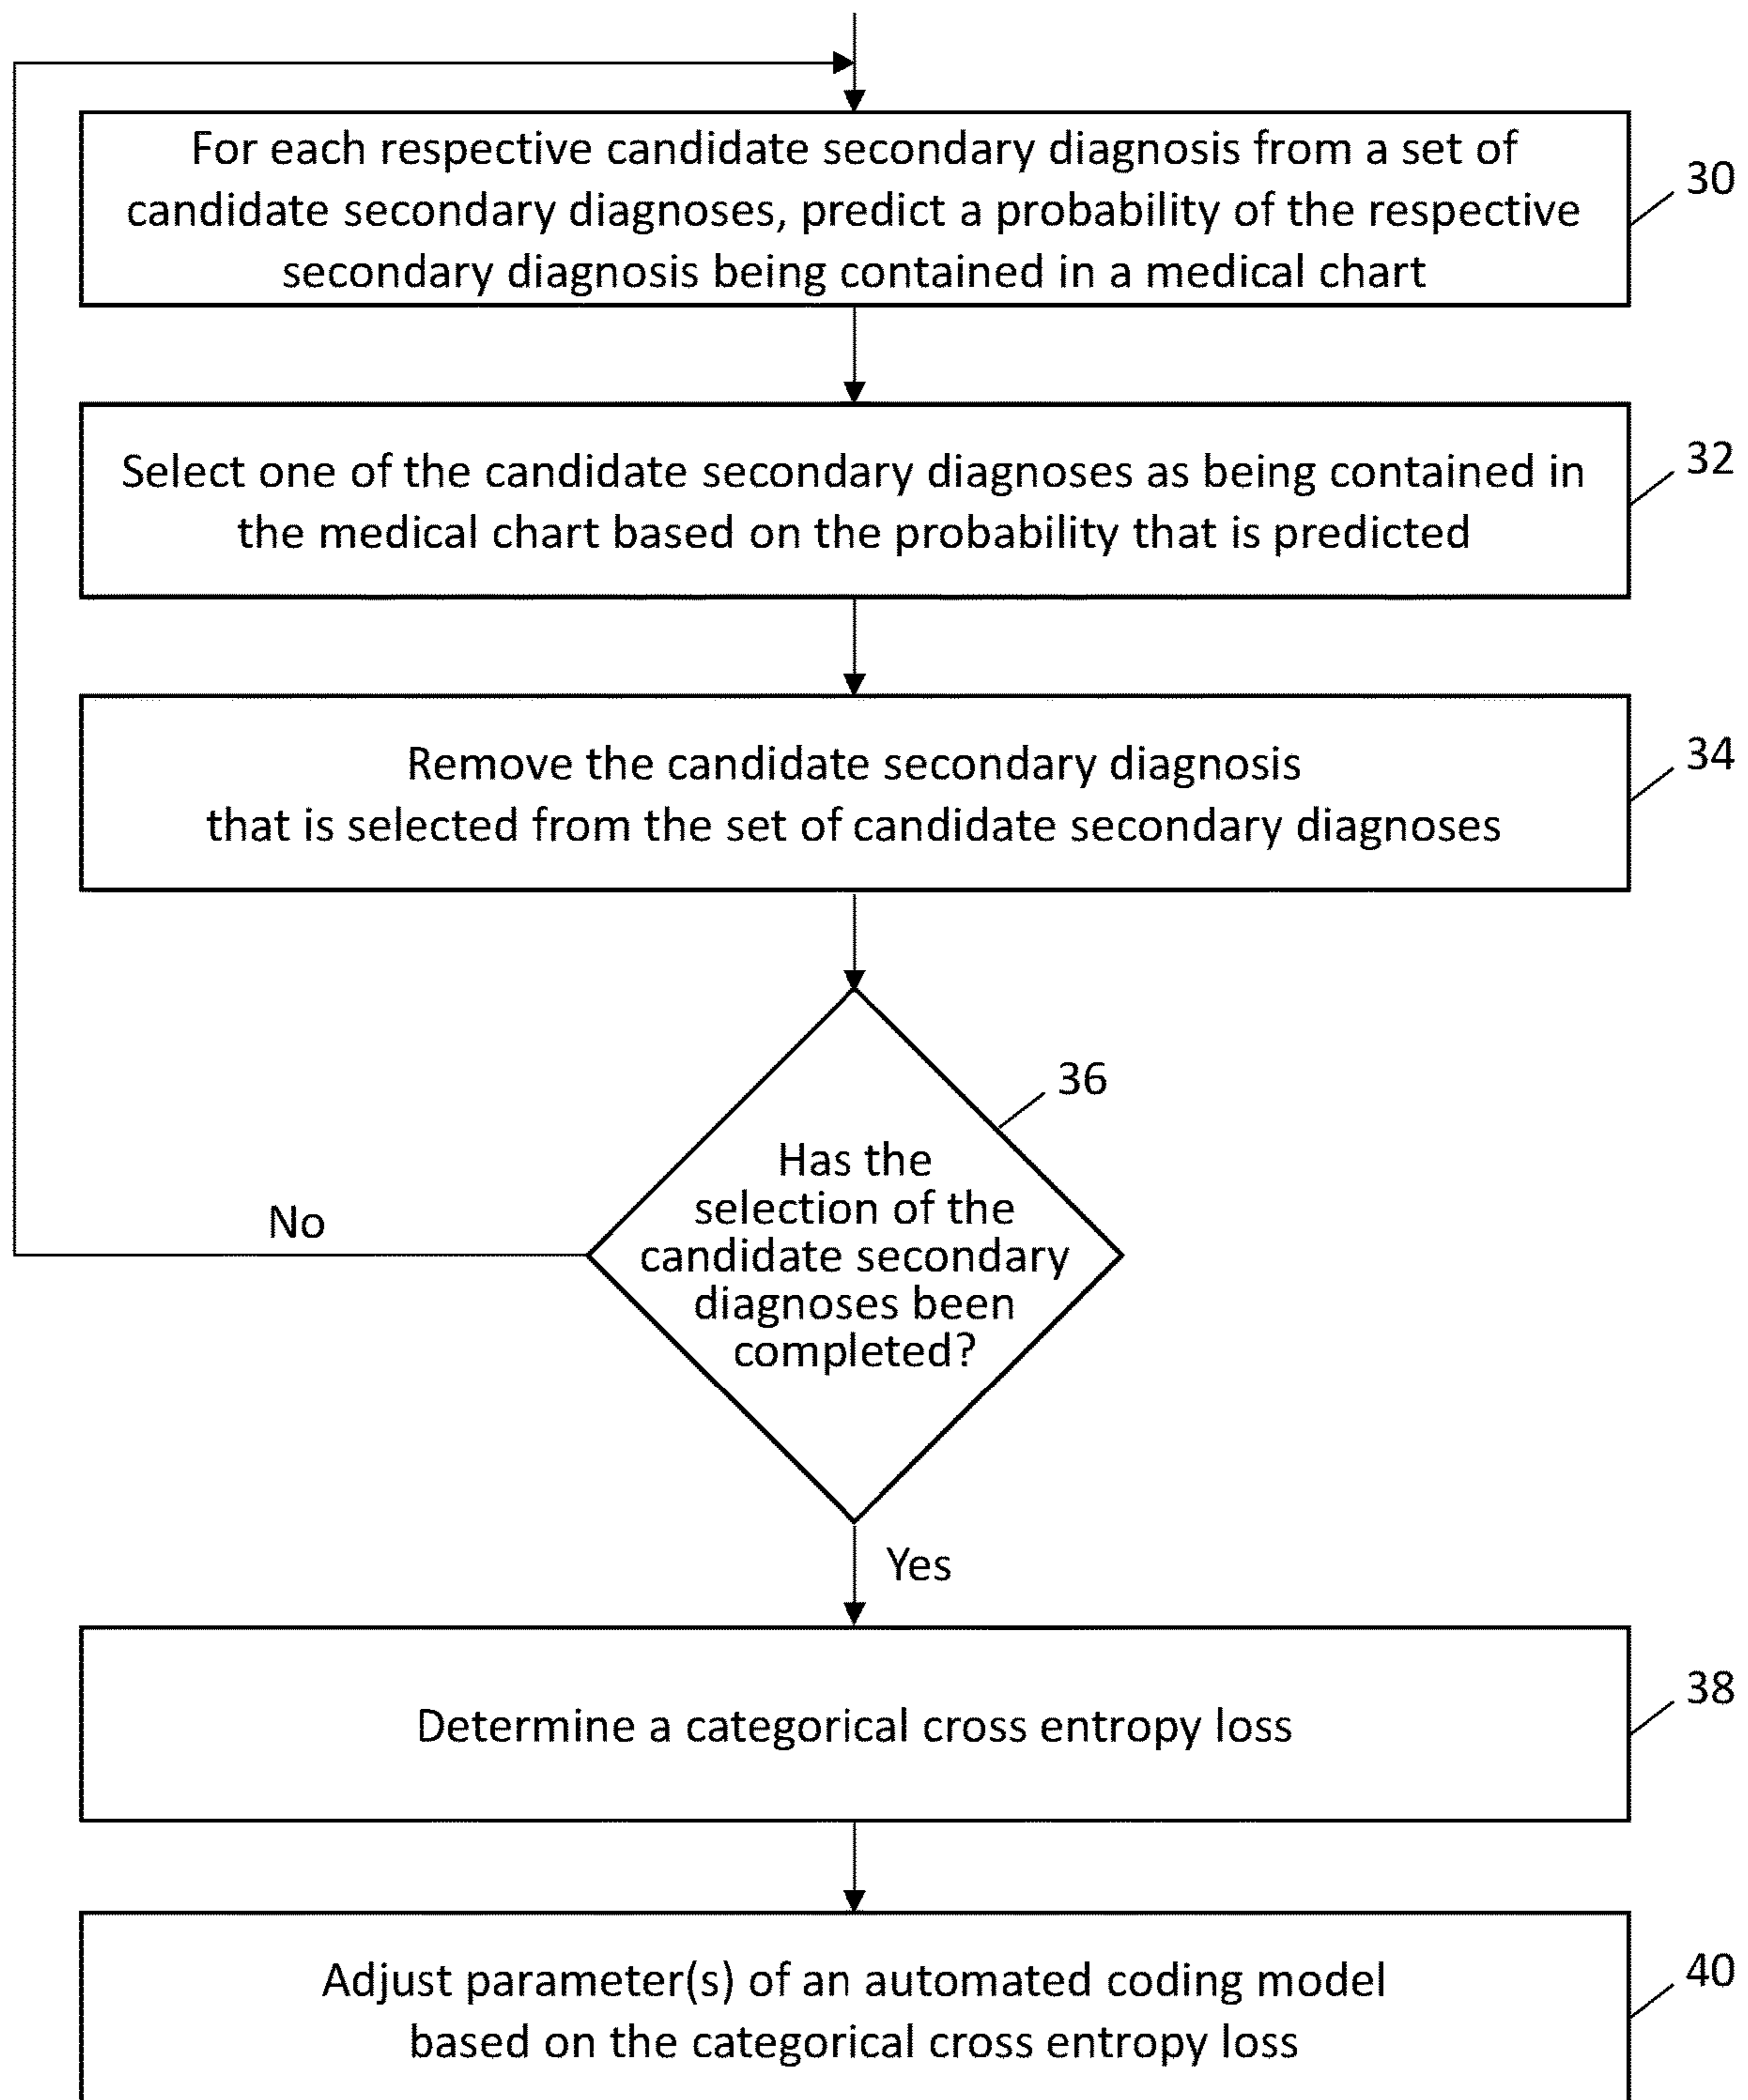 For each respective candidate secondary diagnosis from a set of
candidate secondary diagnoses, predict a probability of the respective
secondary diagnosis being contained in a medical chart
30
Select one of the candidate secondary diagnoses as being contained in
the medical chart based on the probability that is predicted
32
Remove the candidate secondary diagnosis
that is selected from the set of candidate secondary diagnoses
34
36
Has the
selection of the
candidate secondary
diagnoses been
completed?
No
Yes
Determine a categorical cross entropy loss
38
Adjust parameter(s) of an automated coding model
based on the categorical cross entropy loss
40